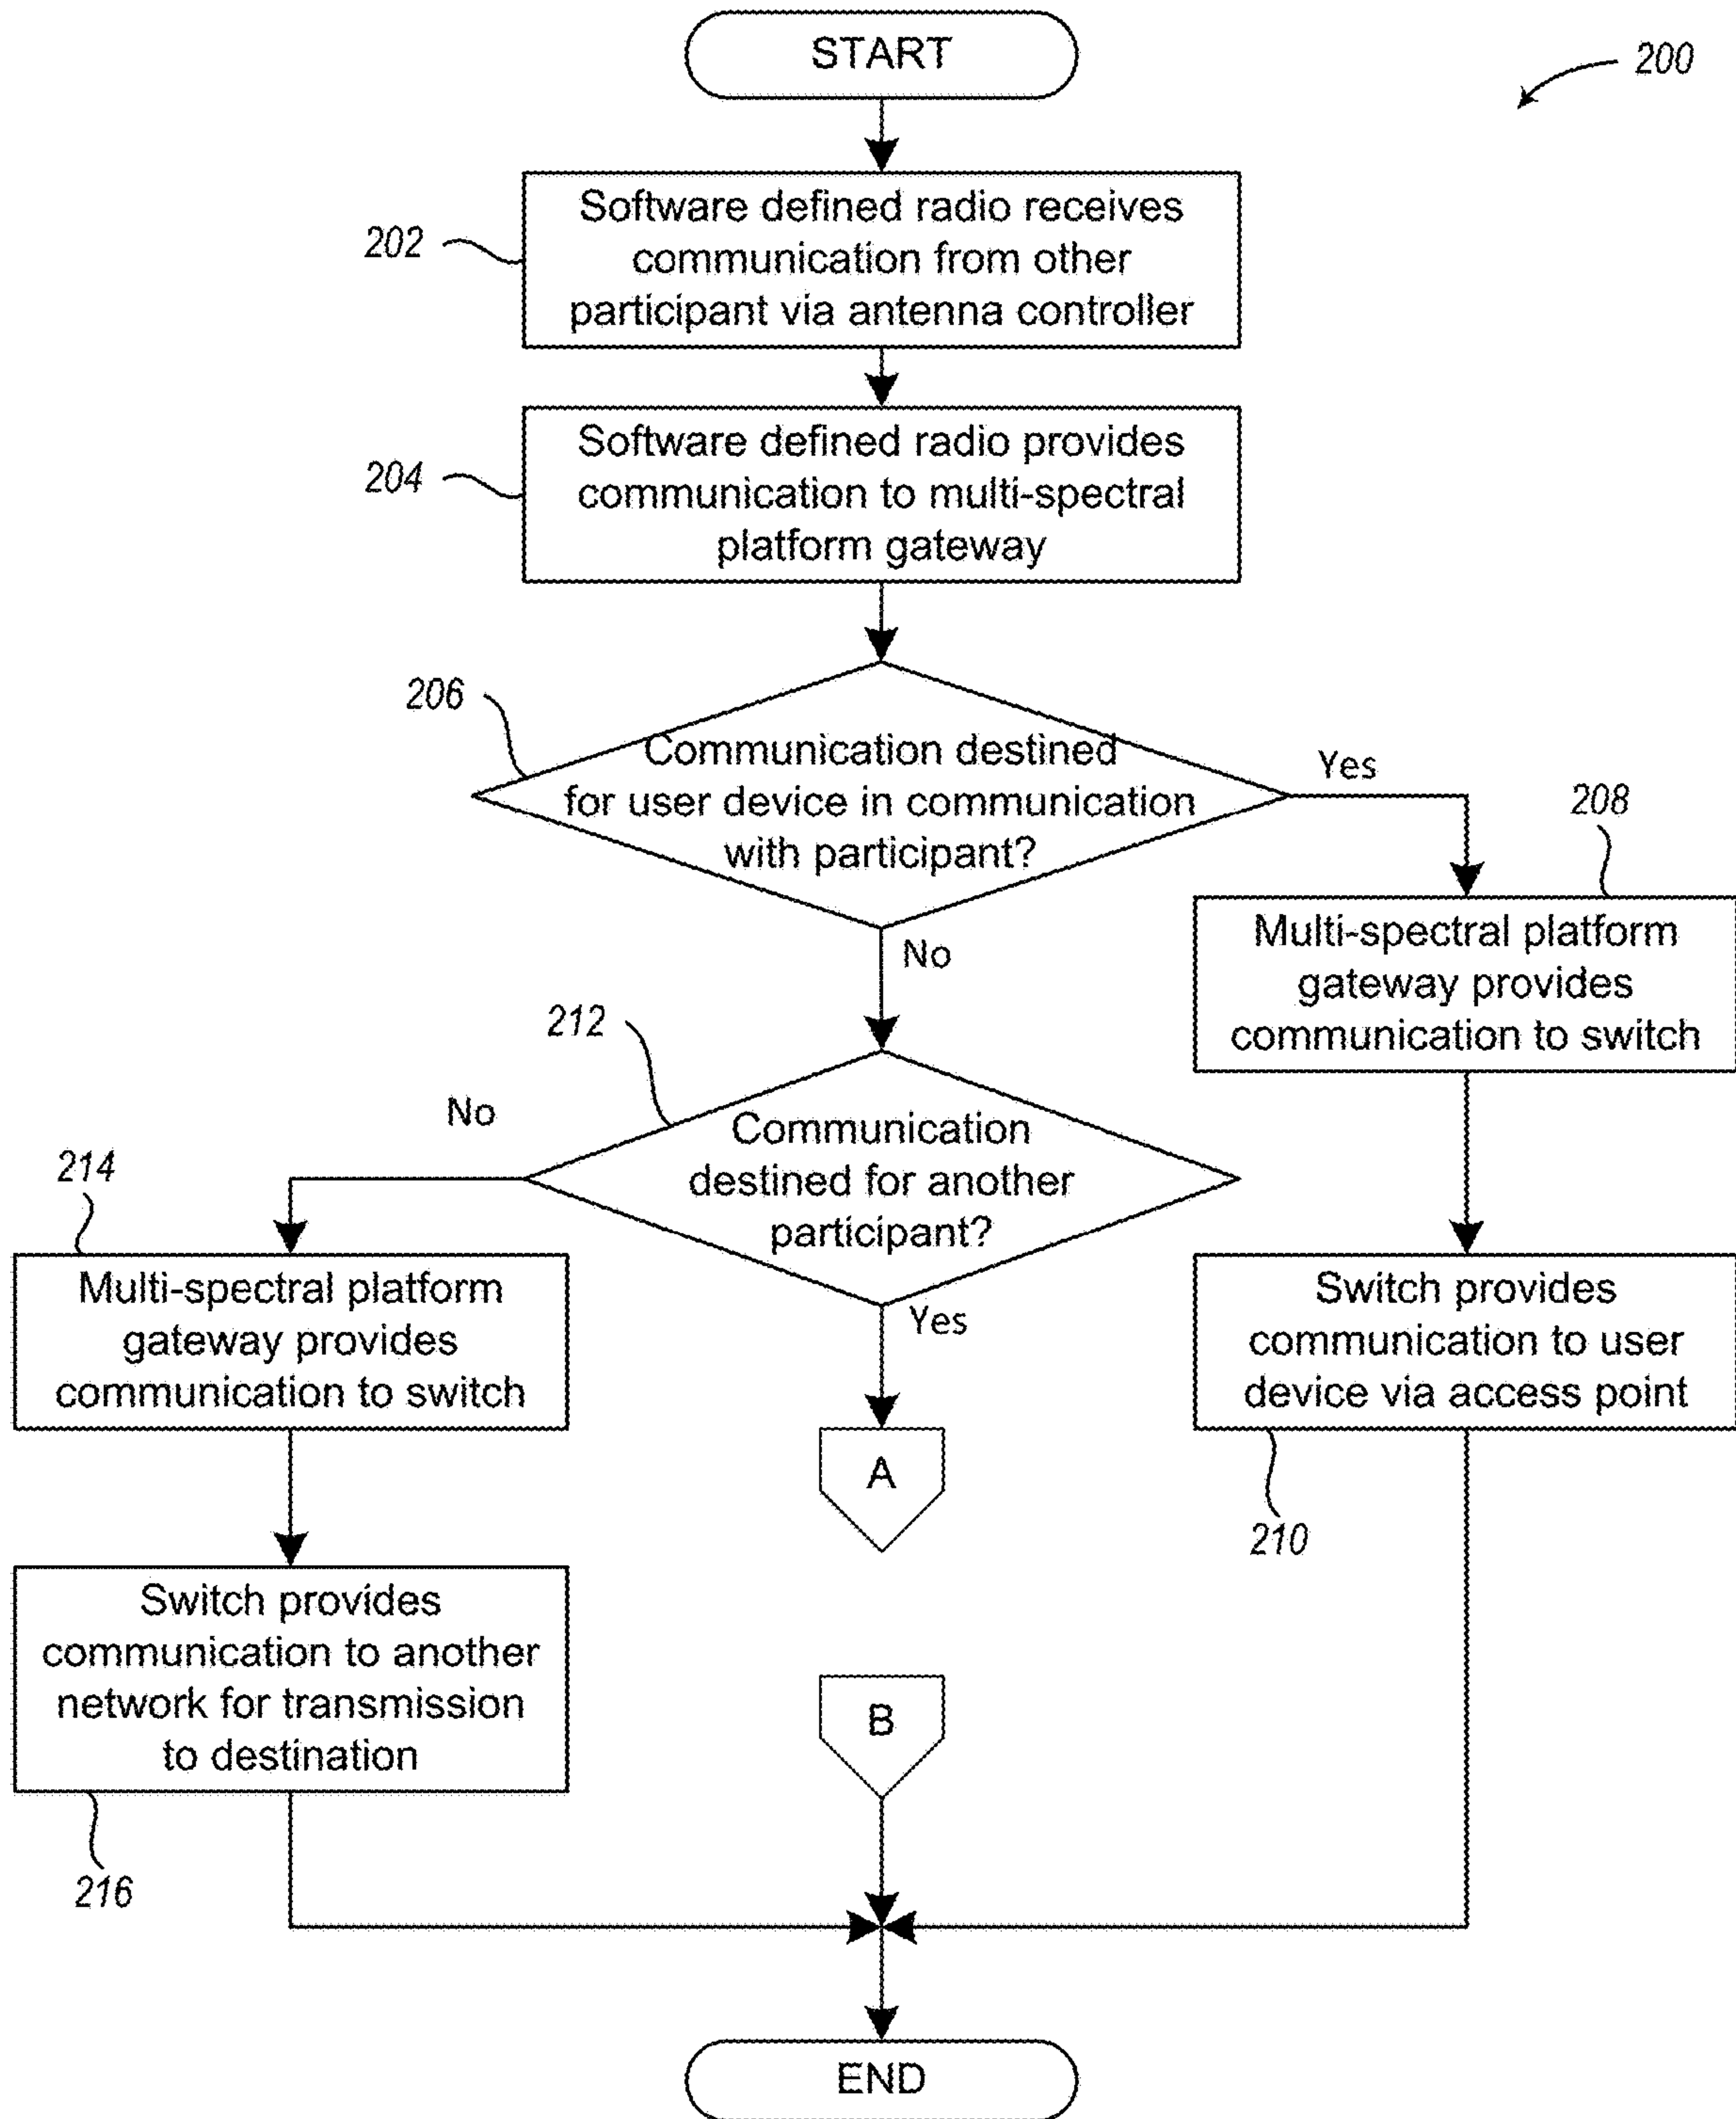 START
200
202
Software defined radio receives
communication from other
participant via antenna controller
204
Software defined radio provides
communication to multi-spectral
platform gateway
206
Communication destined
for user device in communication
with participant?
Yes
208
Multi-spectral platform
gateway provides
communication to switch
No
212
Communication
destined for another
participant?
No
214
Multi-spectral platform
gateway provides
communication to switch
Yes
Switch provides
communication to user
device via access point
210
A
Switch provides
communication to another
network for transmission
to destination
216
B
END